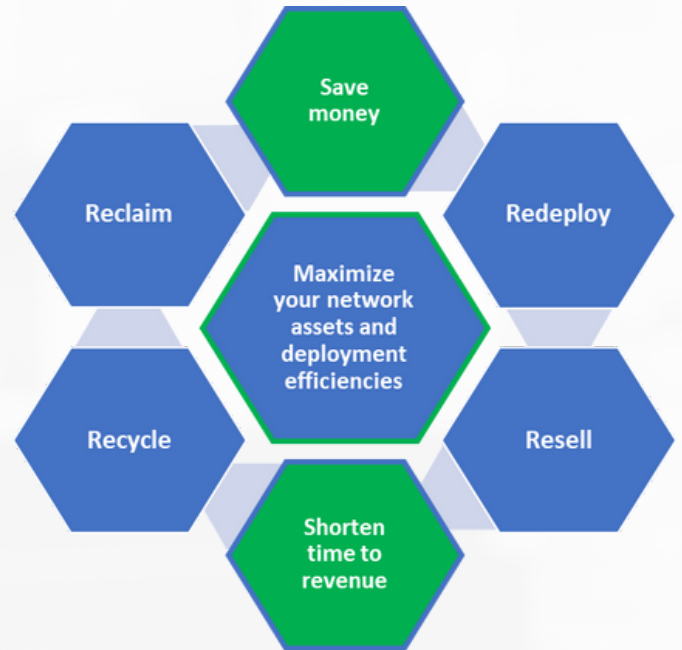 Save
money
Reclaim
Redeploy
Maximize
your network
assets and
deployment
efficiencies
Recycle
Resell
Shorten
time to
revenue